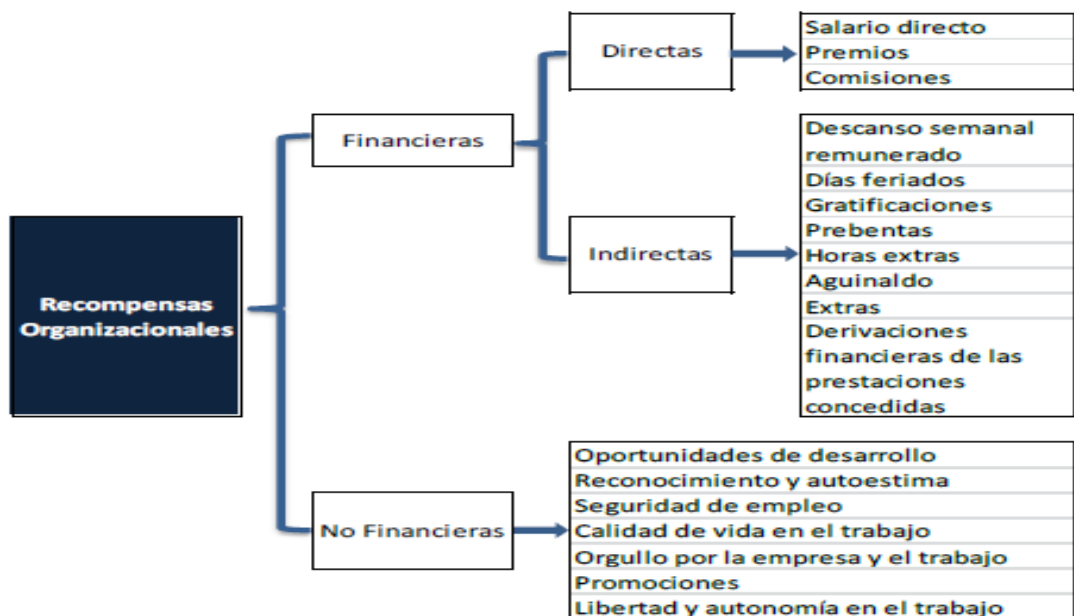 Recompensas
Organizacionales
Financieras
Directas
Salario directo
Premios
Comisiones
Indirectas
Descanso semanal
remunerado
Días feriados
Gratificaciones
Prebentas
Horas extras
Aguinaldo
Extras
Derivaciones
financieras de las
prestaciones
concedidas
No Financieras
Oportunidades de desarrollo
Reconocimiento y autoestima
Seguridad de empleo
Calidad de vida en el trabajo
Orgullo por la empresa y el trabajo
Promociones
Libertad y autonomía en el trabajo